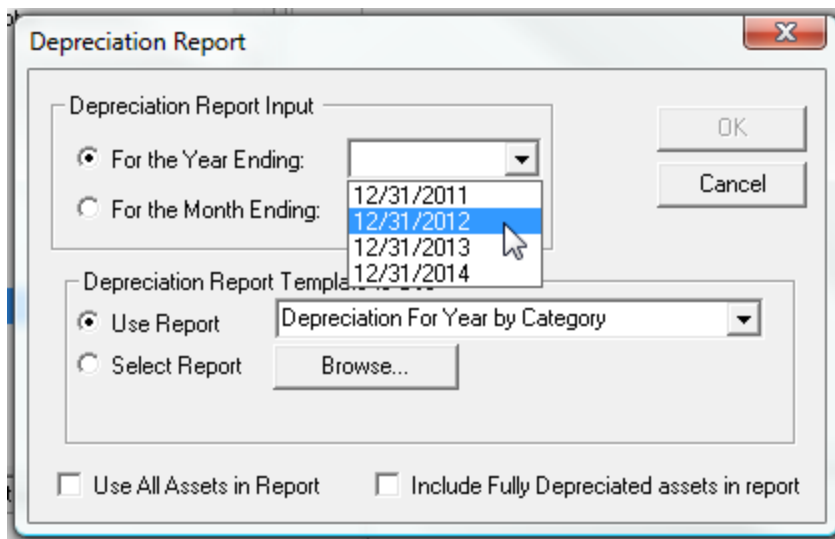 Depreciation Report
Depreciation Report Input
OK
For the Year Ending:
Cancel
For the Month Ending:
12/31/2011
12/31/2012
12/31/2013
12/31/2014
Depreciation Report
Use Report
Depreciation For Year by Category
Select Report
Browse...
Use All Assets in Report
Include Fully Depreciated assets in report